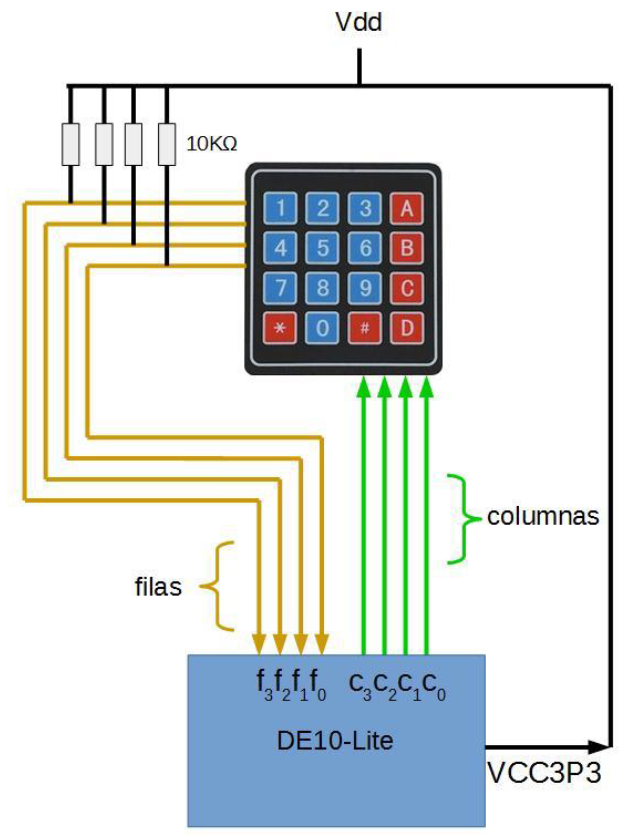 Vdd
10KΩ
1 2 3 A
4 5 6 B
7 8 9 C
* 0 # D
columnas
filas
f3f2f1f0 c3c2c1c0
DE10-Lite
VCC3P3